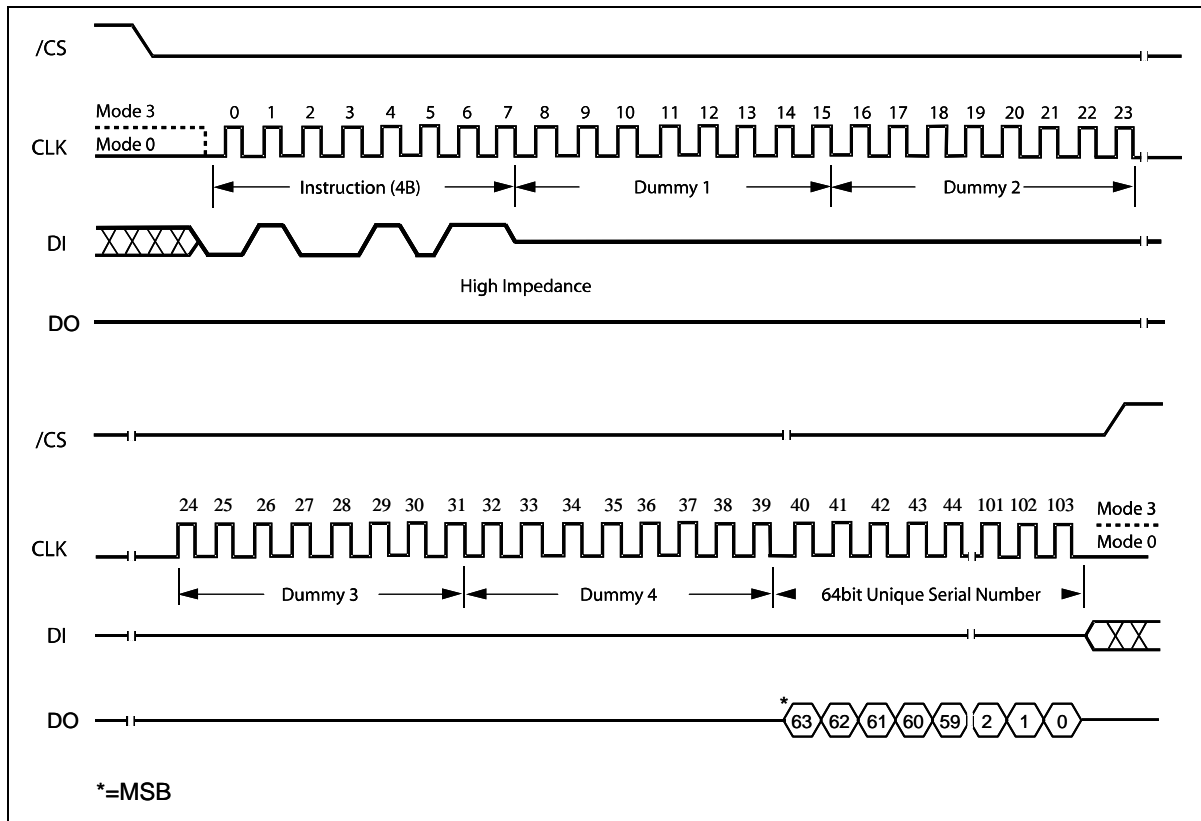 /CS
Mode 3
0 1 2 3 4 5 6 7 8 9 10 11 12 13 14 15 16 17 18 19 20 21 22 23
CLK
Mode 0
Instruction (4B)
Dummy 1
Dummy 2
DI
High Impedance
DO
/CS
24 25 26 27 28 29 30 31 32 33 34 35 36 37 38 39 40 41 42 43 44 101 102 103
Mode 3
CLK
Mode 0
Dummy 3
Dummy 4
64bit Unique Serial Number
DI
DO
*
63 62 61 60 59 2 1 0
*=MSB